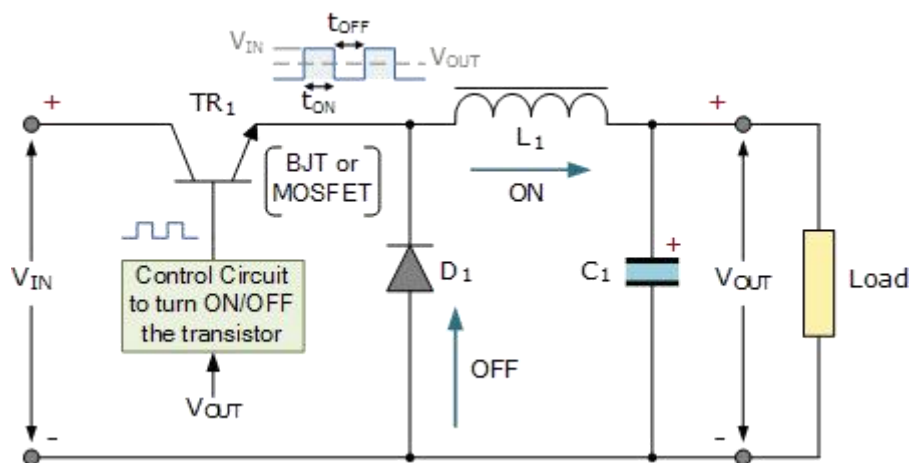 tOFF
VIN
VOUT
tON
+
TR1
+
L1
BJT or
MOSFET
ON
+
VIN
Control Circuit
to turn ON/OFF
the transistor
D1
C1
VOUT
Load
OFF
VOUT
-
-